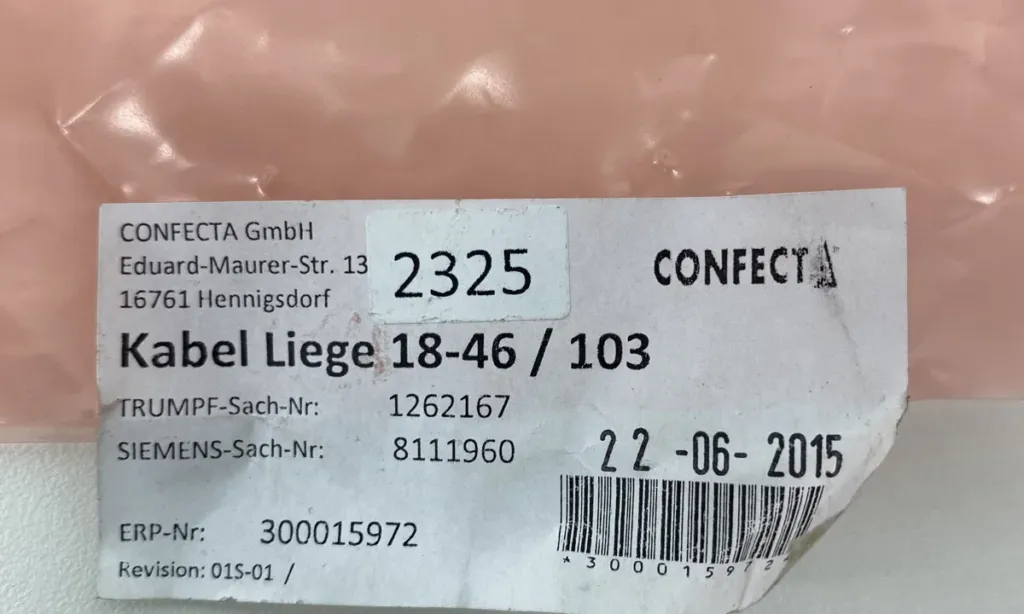 CONFECTA GmbH
Eduard-Maurer-Str. 13
16761 Hennigsdorf
2325
CONFECTA
Kabel Liege 18-46 / 103
TRUMPF-Sach-Nr: 1262167
SIEMENS-Sach-Nr: 8111960
22-06-2015
ERP-Nr: 300015972
*300015972
Revision: 01S-01 /